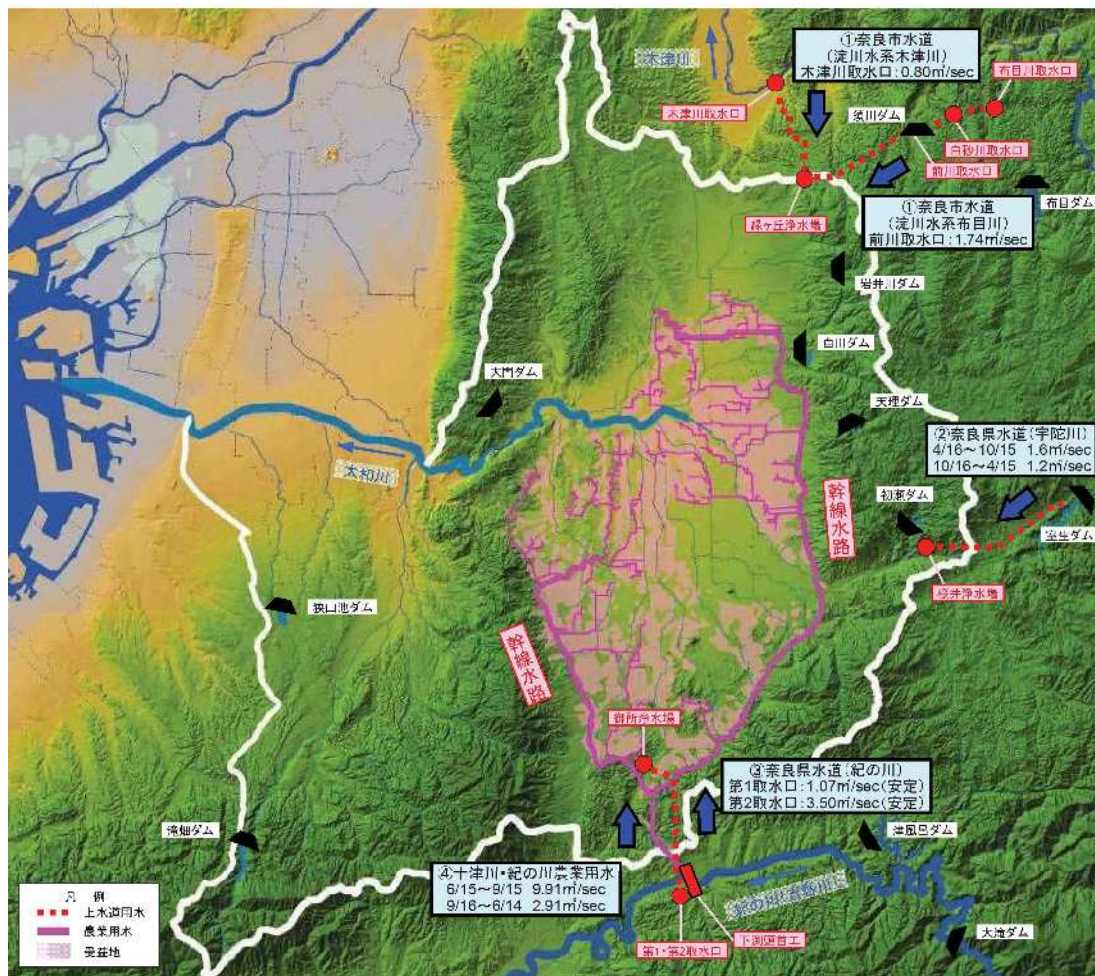 ①奈良市水道
(淀川水系木津川)
木津川取水口:0.80㎥/sec
木津川
布目川取水口
木津川取水口
須川ダム
白砂川取水口
前川取水口
布目ダム
緑ヶ丘浄水場
①奈良市水道
(淀川水系布目川)
前川取水口:1.74㎥/sec
岩井川ダム
白川ダム
大門ダム
天理ダム
②奈良県水道(宇陀川)
4/16～10/15 1.6㎥/sec
10/16～4/15 1.2㎥/sec
大和川
幹線水路
初瀬ダム
室生ダム
桜井浄水場
狭山池ダム
幹線水路
御所浄水場
③奈良県水道(紀の川)
第1取水口:1.07㎥/sec(安定)
第2取水口:3.50㎥/sec(安定)
滝畑ダム
津風呂ダム
④十津川・紀の川農業用水
6/15～9/15 9.91㎥/sec
9/16～6/14 2.91㎥/sec
紀の川(吉野川)
凡 例
上水道用水
農業用水
受益地
第1・第2取水口
下渕頭首工
大滝ダム